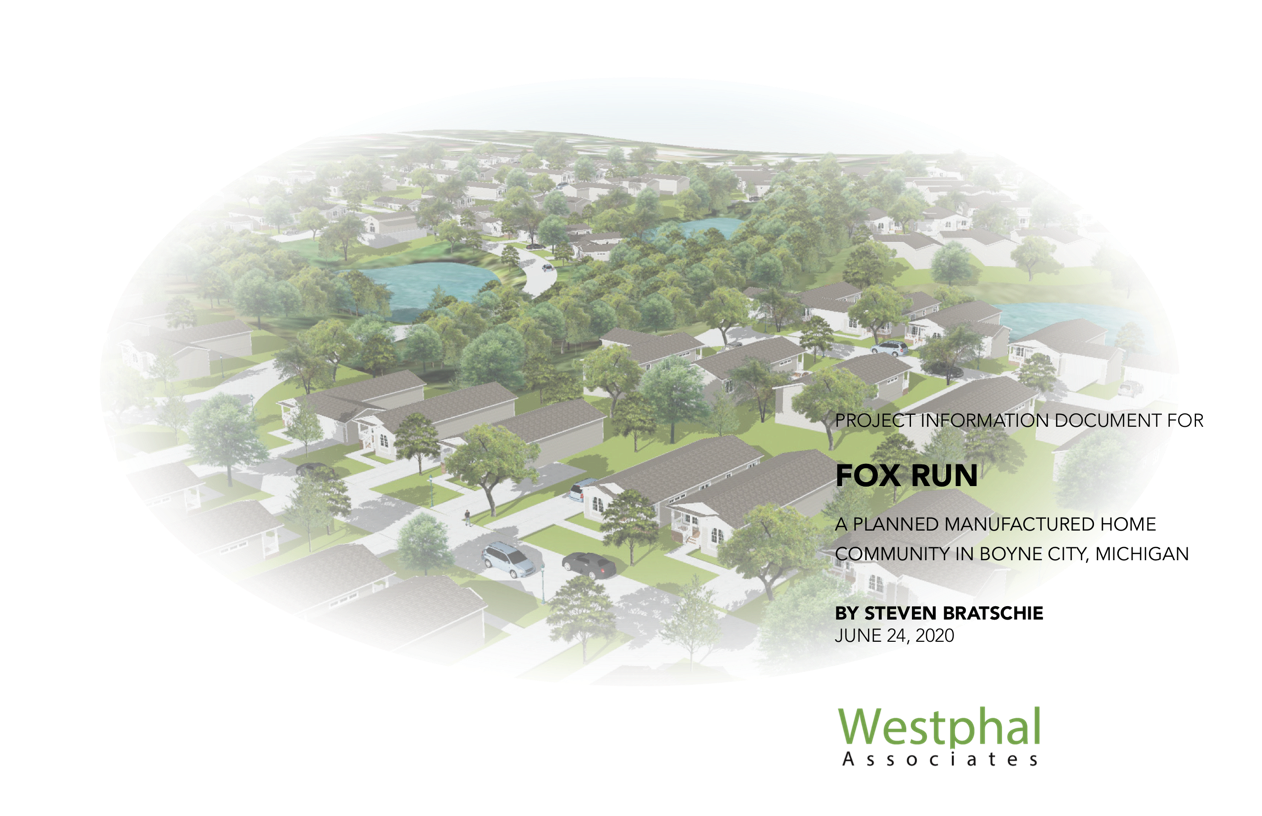 PROJECT INFORMATION DOCUMENT FOR
FOX RUN
A PLANNED MANUFACTURED HOME
COMMUNITY IN BOYNE CITY, MICHIGAN
BY STEVEN BRATSCHIE
JUNE 24, 2020
Westphal
Associates